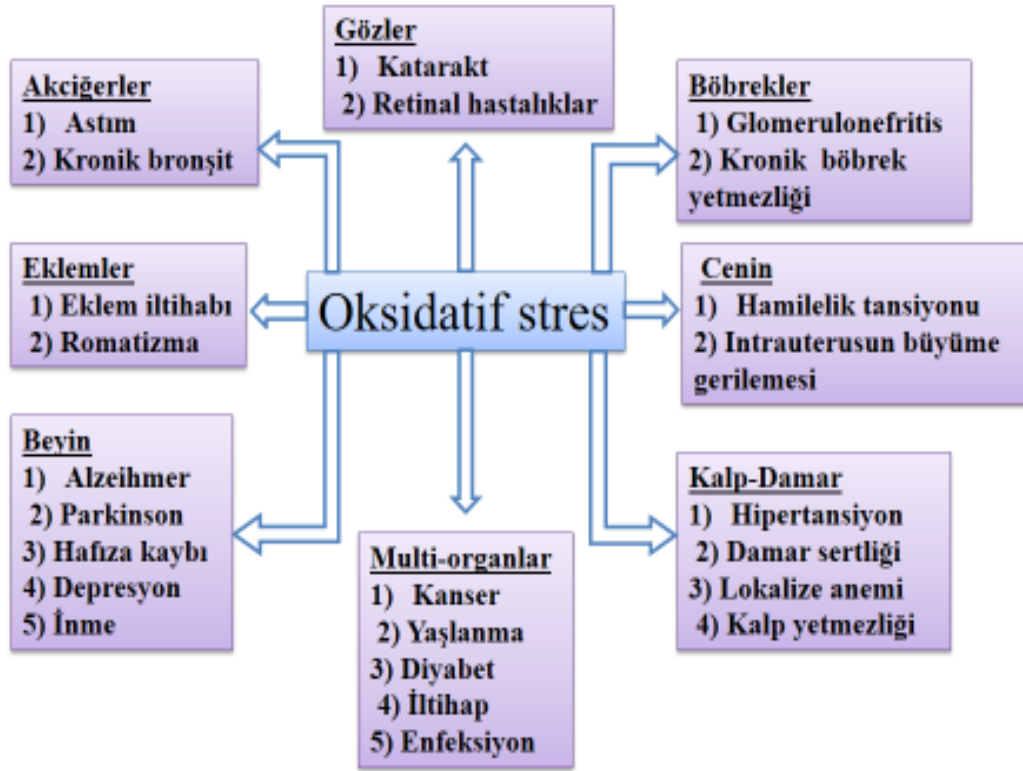 Gözler
1) Katarakt
2) Retinal hastalıklar
Akciğerler
1) Astım
2) Kronik bronşit
Böbrekler
1) Glomerulonefritis
2) Kronik böbrek
yetmezliği
Eklemler
1) Eklem iltihabı
2) Romatizma
Oksidatif stres
Cenin
1) Hamilelik tansiyonu
2) Intrauterusun büyüme
gerilemesi
Beyin
1) Alzeihmer
2) Parkinson
3) Hafıza kaybı
4) Depresyon
5) İnme
Multi-organlar
1) Kanser
2) Yaşlanma
3) Diyabet
4) İltihap
5) Enfeksiyon
Kalp-Damar
1) Hipertansiyon
2) Damar sertliği
3) Lokalize anemi
4) Kalp yetmezliği